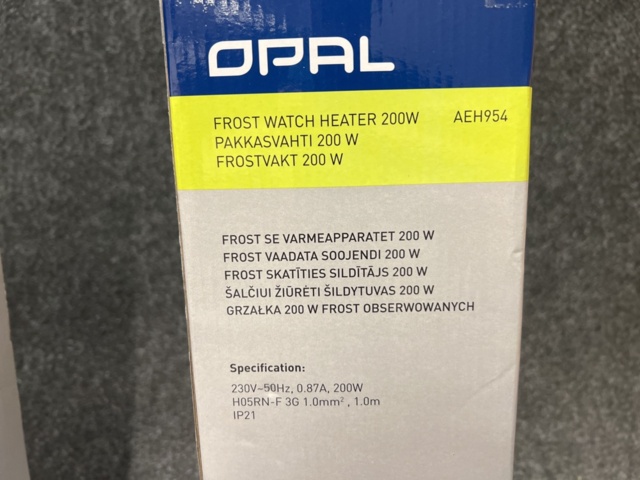 OPAL
FROST WATCH HEATER 200W AEH954
PAKKASVAHTI 200 W
FROSTVAKT 200 W
FROST SE VARMEAPPARATET 200 W
FROST VAADATA SOOJENDI 200 W
FROST SKATĪTIES SILDĪTĀJS 200 W
ŠALČIUI ŽIŪRĖTI ŠILDYTUVAS 200 W
GRZAŁKA 200 W FROST OBSERWOWANYCH
Specification:
230V~50Hz, 0.87A, 200W
H05RN-F 3G 1.0mm², 1.0m
IP21